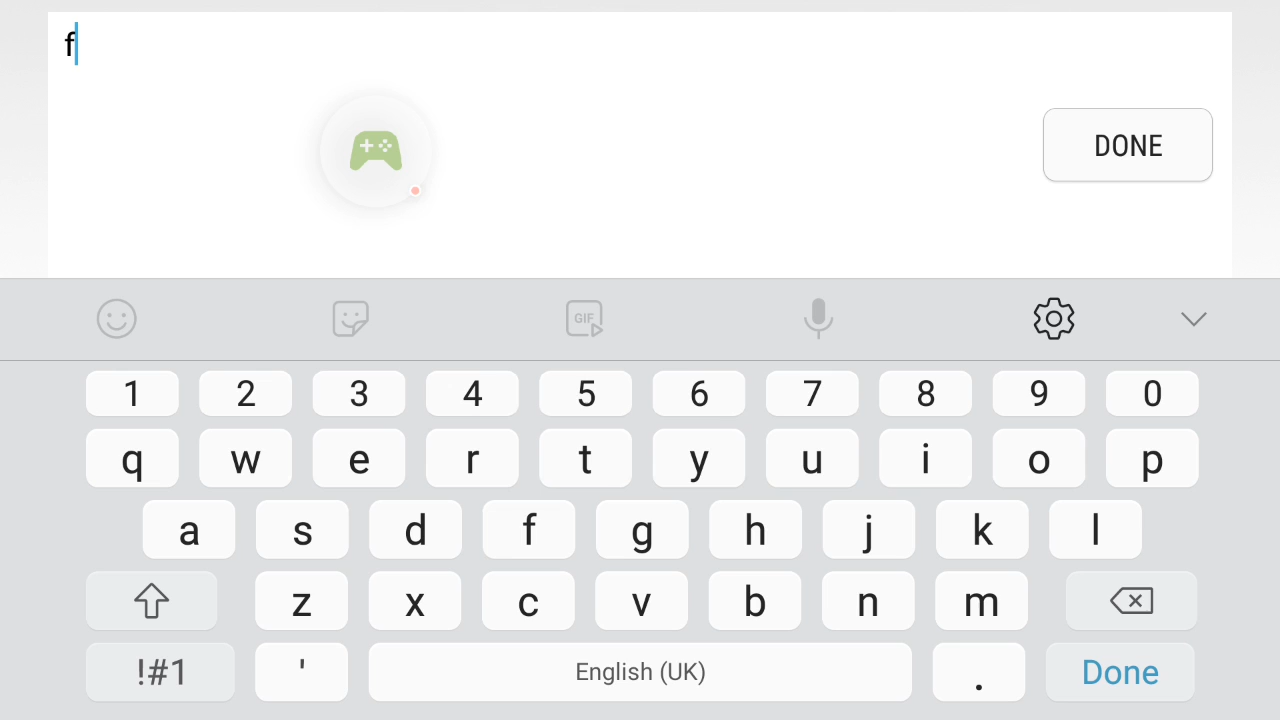 f
DONE
GIF
1 2 3 4 5 6 7 8 9 0
q w e r t y u i o p
a s d f g h j k l
z x c v b n m
!#1 ' English (UK) . Done